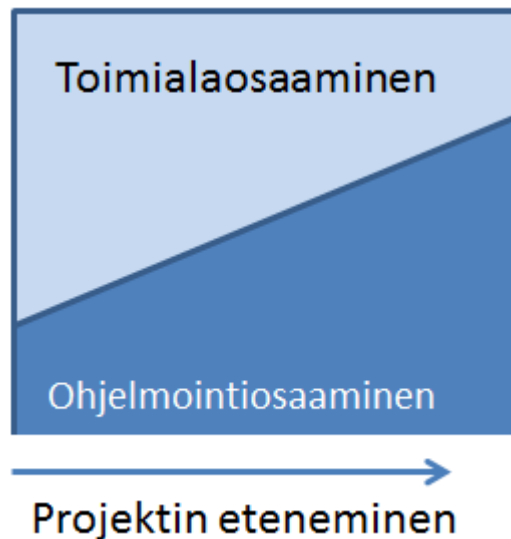 Toimialaosaaminen
Ohjelmointiosaaminen
Projektin eteneminen